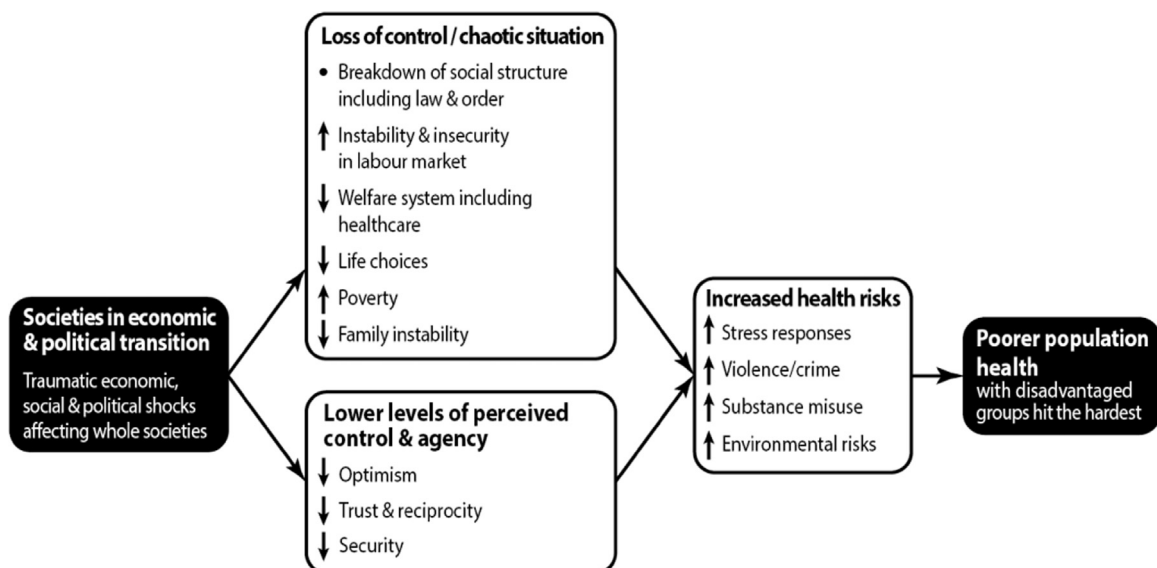 Societies in economic
& political transition
Traumatic economic,
social & political shocks
affecting whole societies
Loss of control / chaotic situation
• Breakdown of social structure
including law & order
↑ Instability & insecurity
in labour market
↓ Welfare system including
healthcare
↓ Life choices
↑ Poverty
↓ Family instability
Lower levels of perceived
control & agency
↓ Optimism
↓ Trust & reciprocity
↓ Security
Increased health risks
↑ Stress responses
↑ Violence/crime
↑ Substance misuse
↑ Environmental risks
Poorer population
health
with disadvantaged
groups hit the hardest